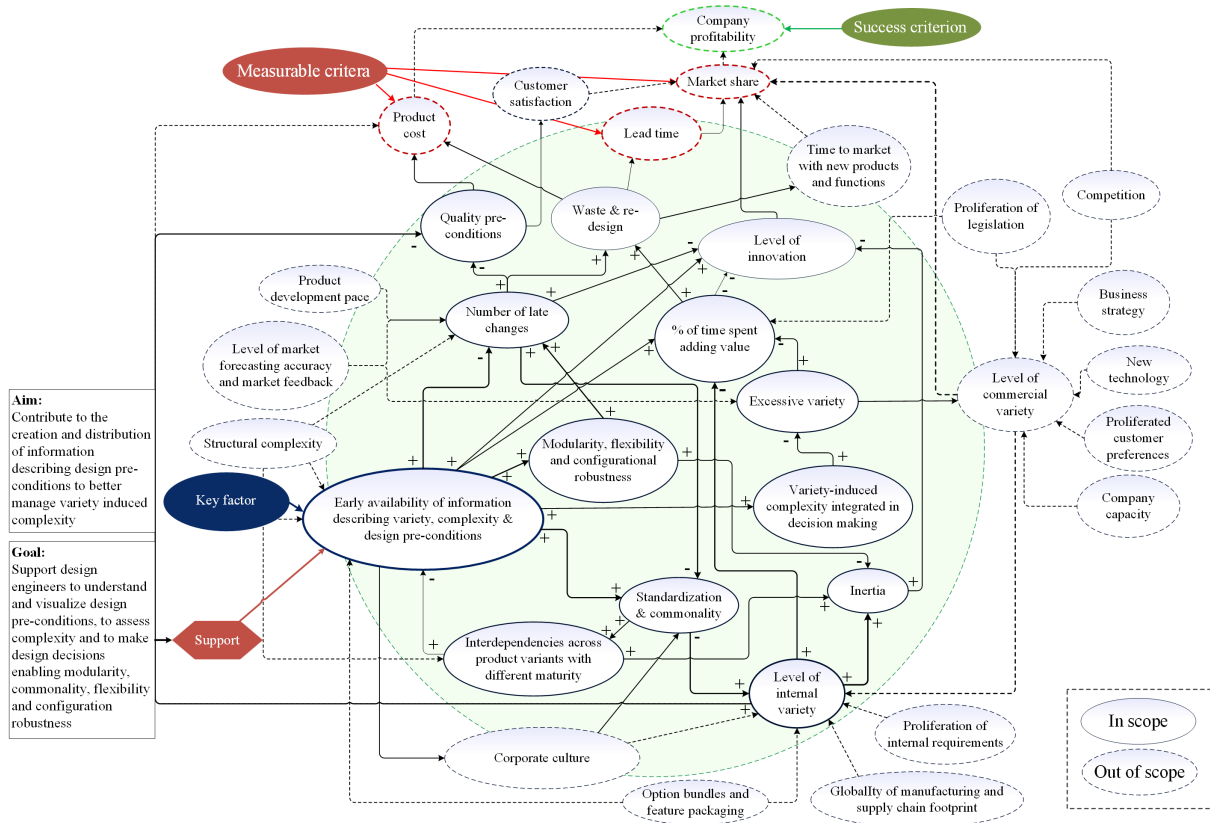 Company
profitability
Success criterion
Measurable critera
Customer
satisfaction
Market share
Product
cost
Lead time
Time to market
with new products
and functions
Competition
Quality pre-
conditions
Waste & re-
design
Level of
innovation
Proliferation of
legislation
Product
development pace
Number of late
changes
% of time spent
adding value
Business
strategy
Level of market
forecasting accuracy
and market feedback
Excessive variety
Level of
commercial
variety
New
technology
Aim:
Contribute to the
creation and distribution
of information
describing design pre-
conditions to better
manage variety induced
complexity
Structural complexity
Modularity, flexibility
and configurational
robustness
Proliferated
customer
preferences
Key factor
Early availability of information
describing variety, complexity &
design pre-conditions
Variety-induced
complexity integrated in
decision making
Company
capacity
Goal:
Support design
engineers to understand
and visualize design
pre-conditions, to assess
complexity and to make
design decisions
enabling modularity,
commonality, flexibility
and configuration
robustness
Support
Standardization
& commonality
Inertia
Interdependencies across
product variants with
different maturity
Level of
internal
variety
Proliferation of
internal requirements
Corporate culture
Option bundles and
feature packaging
GlobalIty of manufacturing and
supply chain footprint
In scope
Out of scope